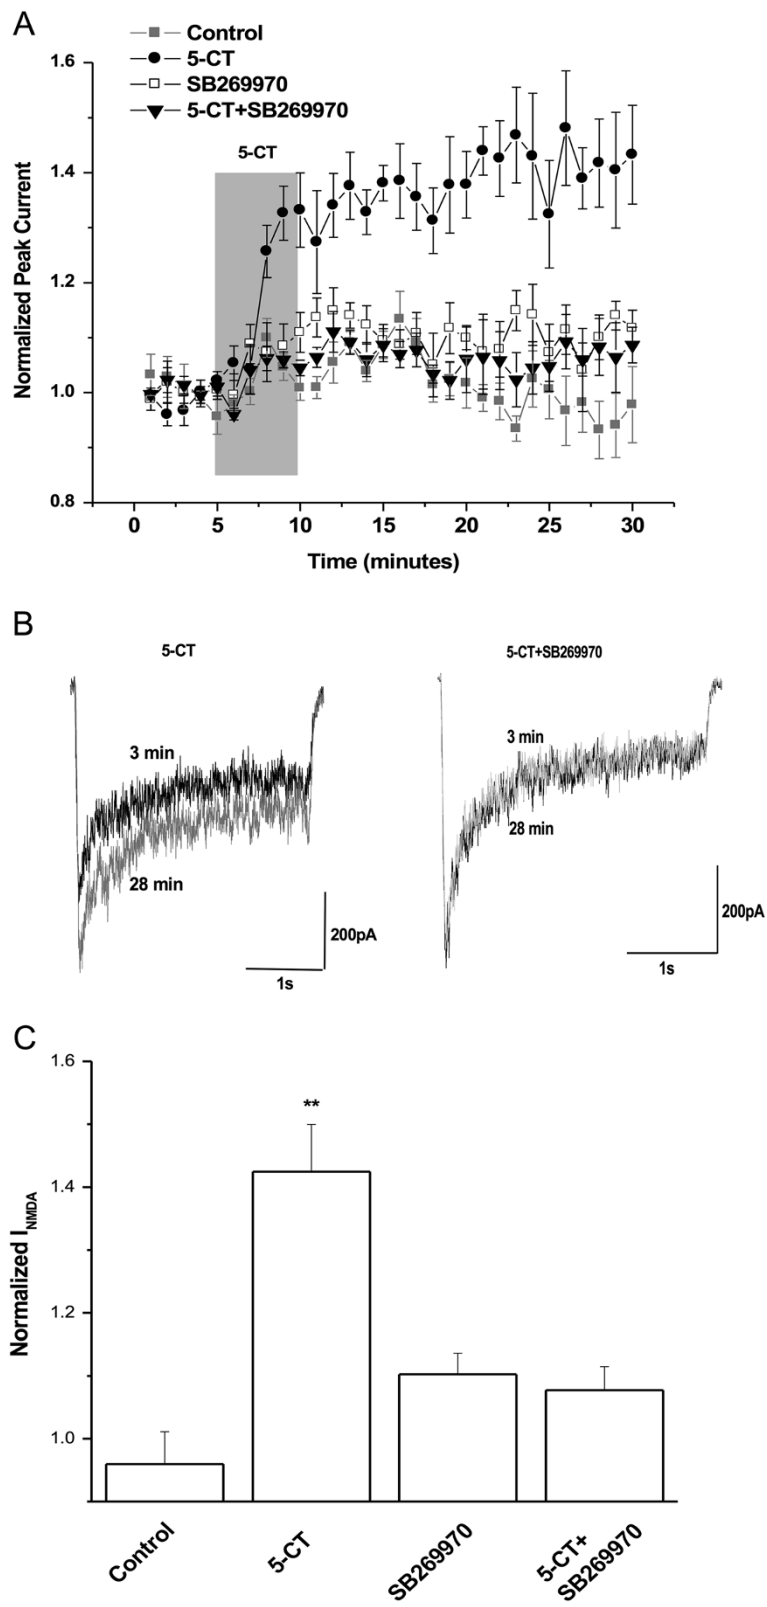 A
Control
5-CT
SB269970
5-CT+SB269970
5-CT
1.6
1.4
1.2
1.0
0.8
Normalized Peak Current
0 5 10 15 20 25 30
Time (minutes)
B
5-CT
5-CT+SB269970
3 min
28 min
200pA
1s
3 min
28 min
200pA
1s
C
1.6
1.4
1.2
1.0
**
Normalized INMDA
Control
5-CT
SB269970
5-CT+
SB269970